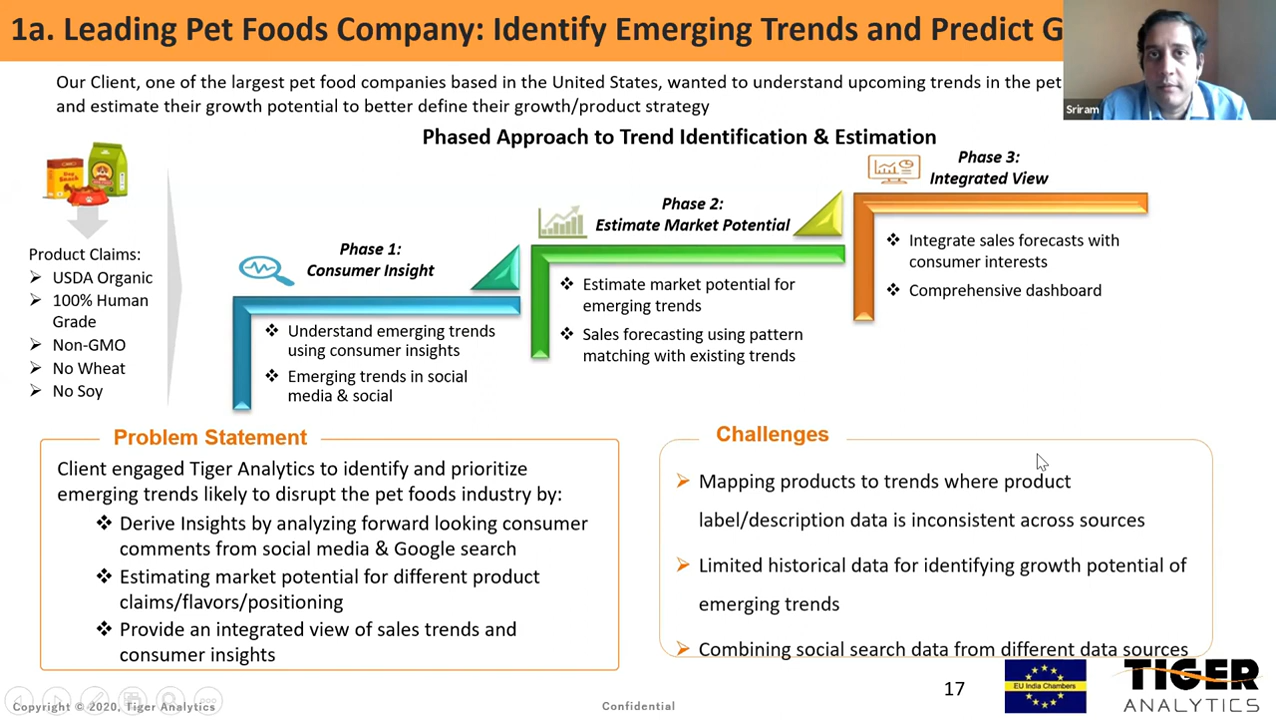 1a. Leading Pet Foods Company: Identify Emerging Trends and Predict G
Our Client, one of the largest pet food companies based in the United States, wanted to understand upcoming trends in the pet
and estimate their growth potential to better define their growth/product strategy
Sriram
Phased Approach to Trend Identification & Estimation
Product Claims:
USDA Organic
100% Human
Grade
Non-GMO
No Wheat
No Soy
Phase 1:
Consumer Insight
Understand emerging trends
using consumer insights
Emerging trends in social
media & social
Phase 2:
Estimate Market Potential
Estimate market potential for
emerging trends
Sales forecasting using pattern
matching with existing trends
Phase 3:
Integrated View
Integrate sales forecasts with
consumer interests
Comprehensive dashboard
Problem Statement
Client engaged Tiger Analytics to identify and prioritize
emerging trends likely to disrupt the pet foods industry by:
Derive Insights by analyzing forward looking consumer
comments from social media & Google search
Estimating market potential for different product
claims/flavors/positioning
Provide an integrated view of sales trends and
consumer insights
Challenges
Mapping products to trends where product
label/description data is inconsistent across sources
Limited historical data for identifying growth potential of
emerging trends
Combining social search data from different data sources
Copyright © 2020, Tiger Analytics
Confidential
17
EU India Chambers
TIGER
ANALYTICS